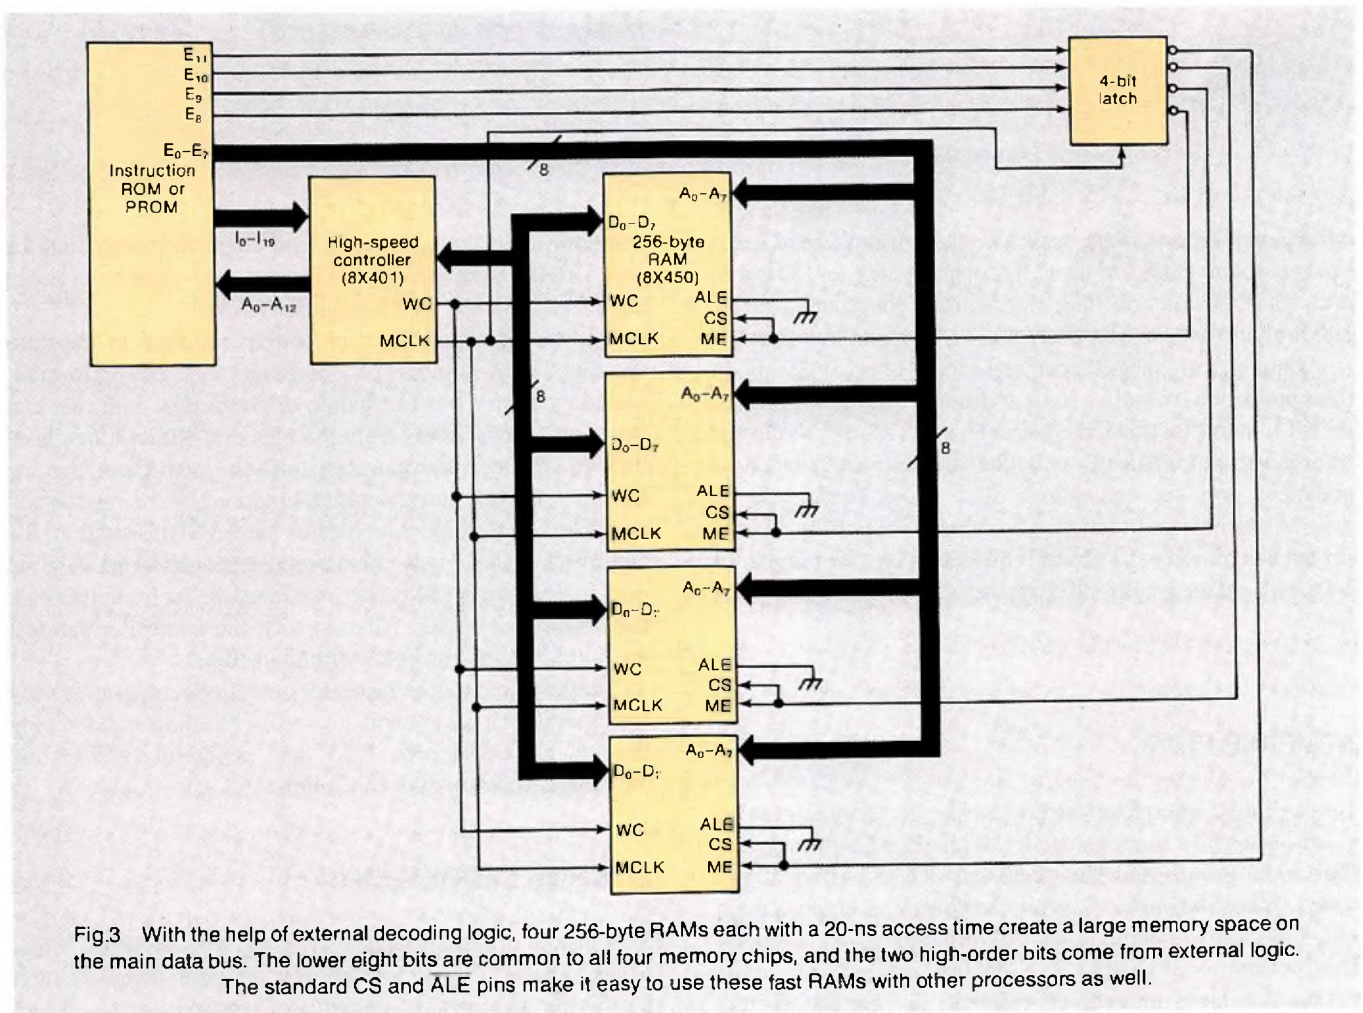 E₁₁
E₁₀
E₉
E₈
E₀–E₇
Instruction
ROM or
PROM
4-bit
latch
8
I₀–I₁₉
A₀–A₁₂
High-speed
controller
(8X401)
WC
MCLK
A₀–A₇
D₀–D₇
256-byte
RAM
(8X450)
WC
MCLK
ALE
CS
ME
8
8
A₀–A₇
D₀–D₇
WC
MCLK
ALE
CS
ME
A₀–A₇
D₀–D₇
WC
MCLK
ALE
CS
ME
A₀–A₇
D₀–D₇
WC
MCLK
ALE
CS
ME
Fig.3 With the help of external decoding logic, four 256-byte RAMs each with a 20-ns access time create a large memory space on
the main data bus. The lower eight bits are common to all four memory chips, and the two high-order bits come from external logic.
The standard CS and A̅L̅E̅ pins make it easy to use these fast RAMs with other processors as well.